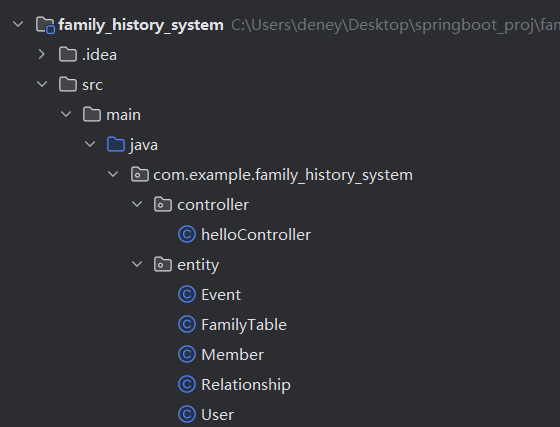 family_history_system C:\Users\deney\Desktop\springboot_proj\fam
.idea
src
main
java
com.example.family_history_system
controller
helloController
entity
Event
FamilyTable
Member
Relationship
User